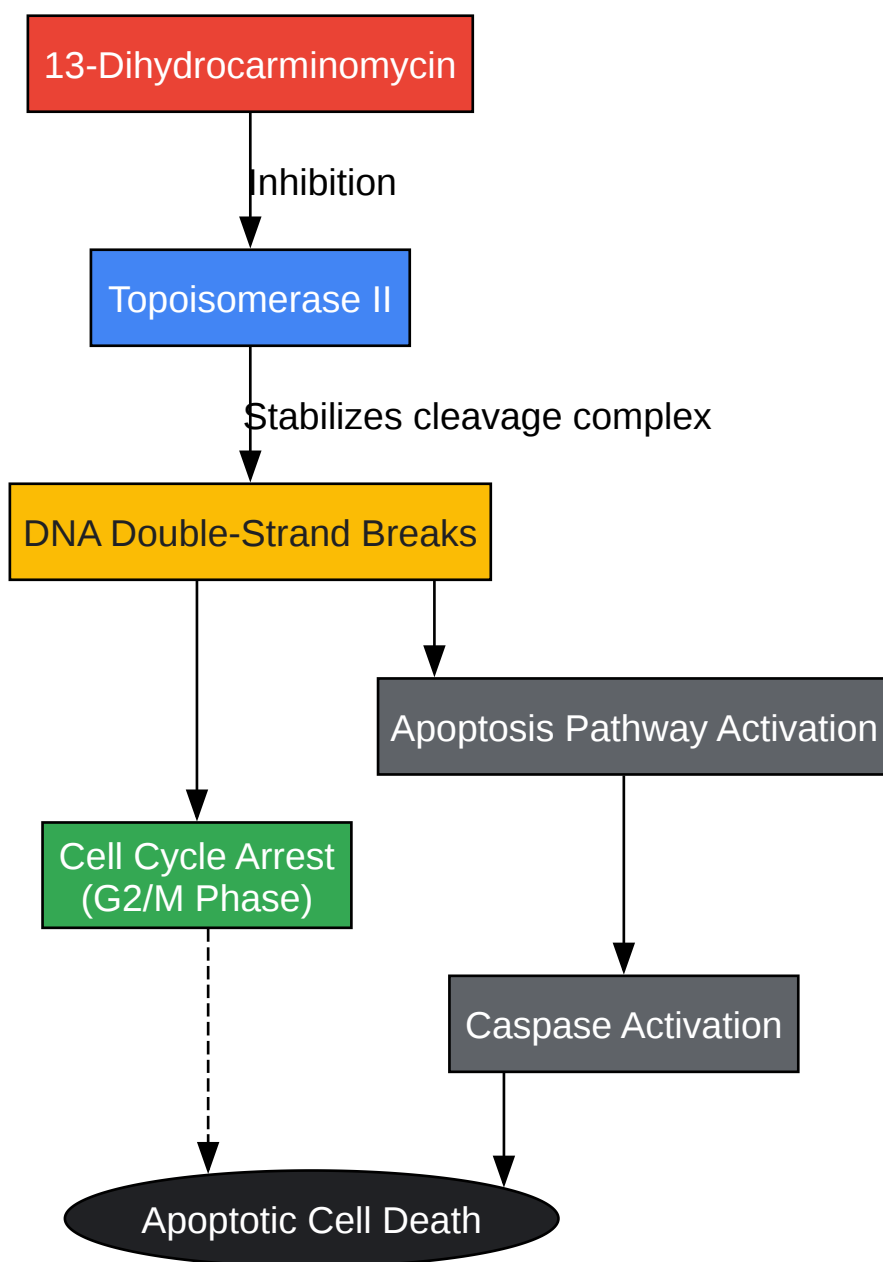 13-Dihydrocarminomycin
Inhibition
Topoisomerase II
Stabilizes cleavage complex
DNA Double-Strand Breaks
Apoptosis Pathway Activation
Cell Cycle Arrest
(G2/M Phase)
Caspase Activation
Apoptotic Cell Death